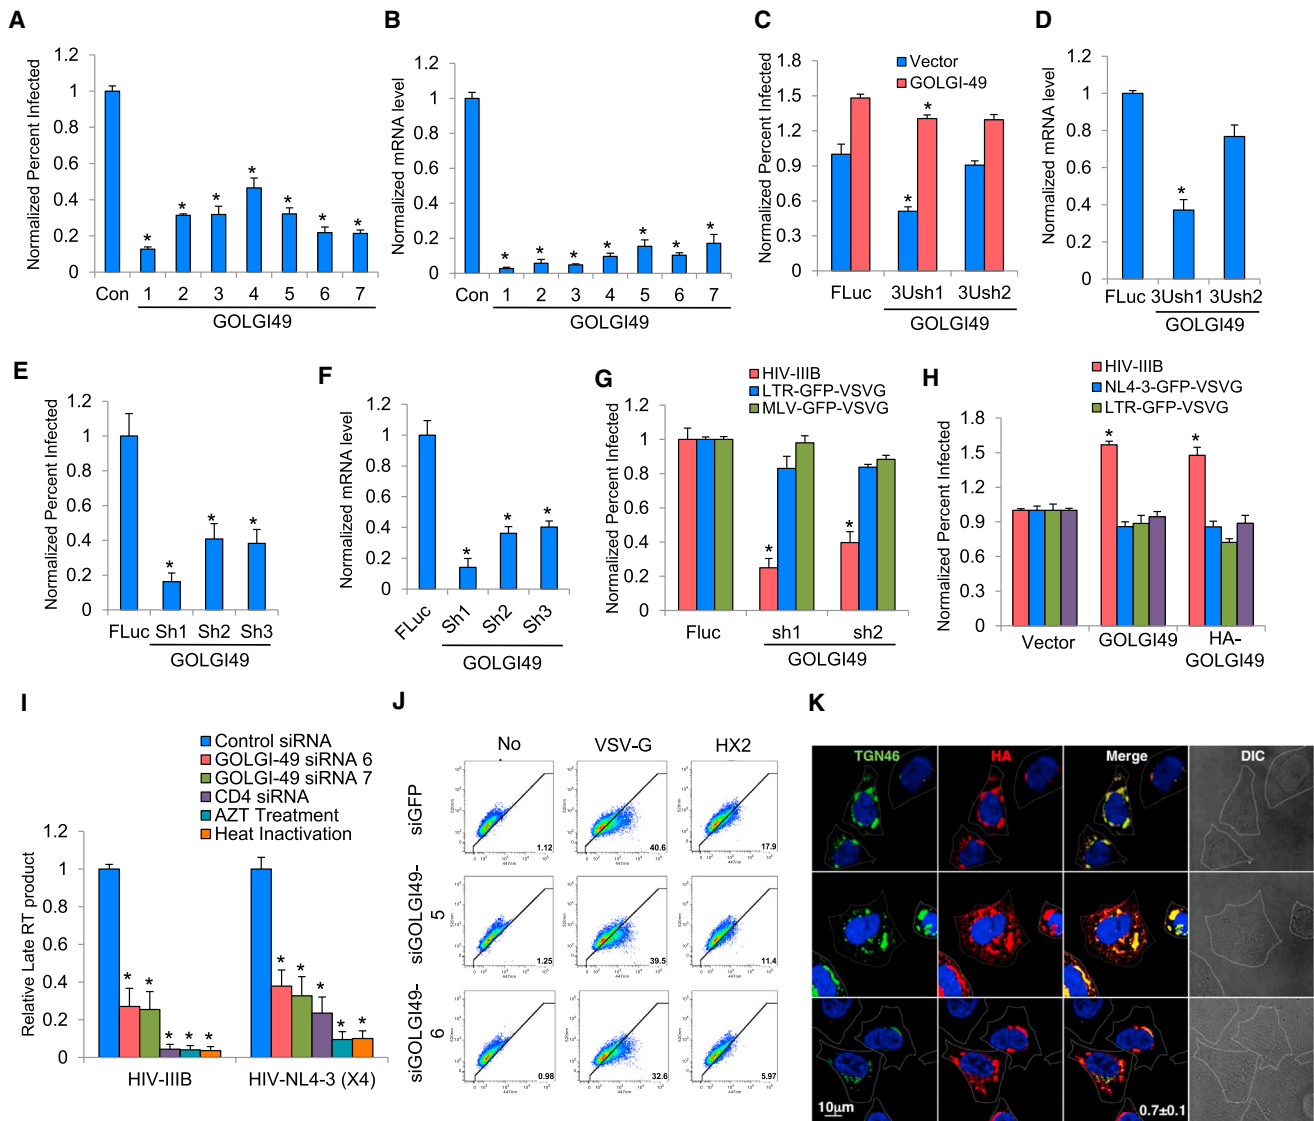 A
Normalized Percent Infected
1.2
1
0.8
0.6
0.4
0.2
0
* * * * * * *
Con 1 2 3 4 5 6 7
GOLGI49
B
Normalized mRNA level
1.2
1
0.8
0.6
0.4
0.2
0
* * * * * * *
Con 1 2 3 4 5 6 7
GOLGI49
C
Normalized Percent Infected
1.8
1.5
1.2
0.9
0.6
0.3
0
Vector
GOLGI-49
* *
FLuc 3Ush1 3Ush2
GOLGI49
D
Normalized mRNA level
1.2
1
0.8
0.6
0.4
0.2
0
*
FLuc 3Ush1 3Ush2
GOLGI49
E
Normalized Percent Infected
1.2
1
0.8
0.6
0.4
0.2
0
* * *
FLuc Sh1 Sh2 Sh3
GOLGI49
F
Normalized mRNA level
1.2
1
0.8
0.6
0.4
0.2
0
* * *
FLuc Sh1 Sh2 Sh3
GOLGI49
G
HIV-IIIB
LTR-GFP-VSVG
MLV-GFP-VSVG
Normalized Percent Infected
1.2
1
0.8
0.6
0.4
0.2
0
* *
Fluc sh1 sh2
GOLGI49
H
HIV-IIIB
NL4-3-GFP-VSVG
LTR-GFP-VSVG
Normalized Percent Infected
1.8
1.5
1.2
0.9
0.6
0.3
0
* *
Vector GOLGI49 HA-
GOLGI49
I
Control siRNA
GOLGI-49 siRNA 6
GOLGI-49 siRNA 7
CD4 siRNA
AZT Treatment
Heat Inactivation
Relative Late RT product
1.2
1
0.8
0.6
0.4
0.2
0
* * * * * * * * * *
HIV-IIIB HIV-NL4-3 (X4)
J
No VSV-G HX2
siGFP
1.12 40.6 17.9
siGOLGI49-
5
1.25 39.5 11.4
siGOLGI49-
6
0.98 32.6 5.97
K
TGN46 HA Merge DIC
10μm
0.7±0.1